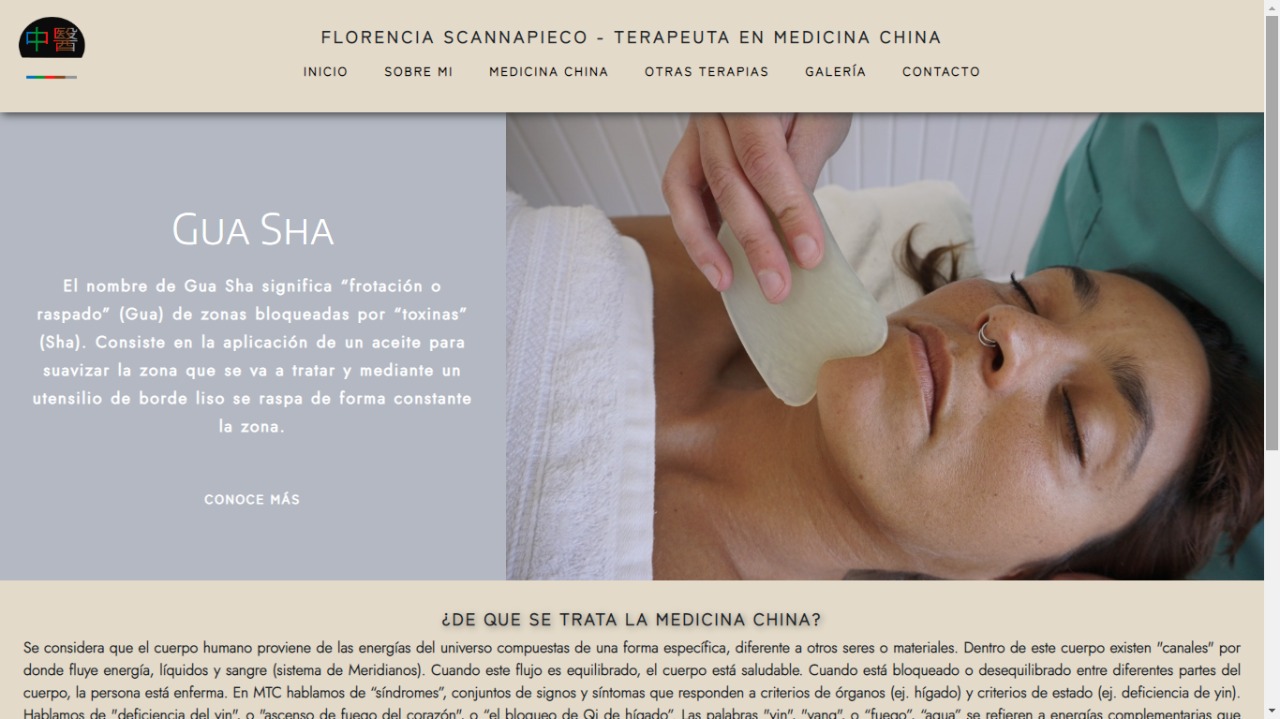 中醫
FLORENCIA SCANNAPIECO - TERAPEUTA EN MEDICINA CHINA
INICIO SOBRE MI MEDICINA CHINA OTRAS TERAPIAS GALERÍA CONTACTO
Gua Sha
El nombre de Gua Sha significa “frotación o
raspado” (Gua) de zonas bloqueadas por “toxinas”
(Sha). Consiste en la aplicación de un aceite para
suavizar la zona que se va a tratar y mediante un
utensilio de borde liso se raspa de forma constante
la zona.
CONOCE MÁS
¿DE QUE SE TRATA LA MEDICINA CHINA?
Se considera que el cuerpo humano proviene de las energías del universo compuestas de una forma específica, diferente a otros seres o materiales. Dentro de este cuerpo existen "canales" por
donde fluye energía, líquidos y sangre (sistema de Meridianos). Cuando este flujo es equilibrado, el cuerpo está saludable. Cuando está bloqueado o desequilibrado entre diferentes partes del
cuerpo, la persona está enferma. En MTC hablamos de “síndromes”, conjuntos de signos y síntomas que responden a criterios de órganos (ej. hígado) y criterios de estado (ej. deficiencia de yin).
Hablamos de "deficiencia del yin", o "ascenso de fuego del corazón", o “el bloqueo de Qi de hígado”. Las palabras "yin", "yang", o “fuego”, “agua” se refieren a energías complementarias que